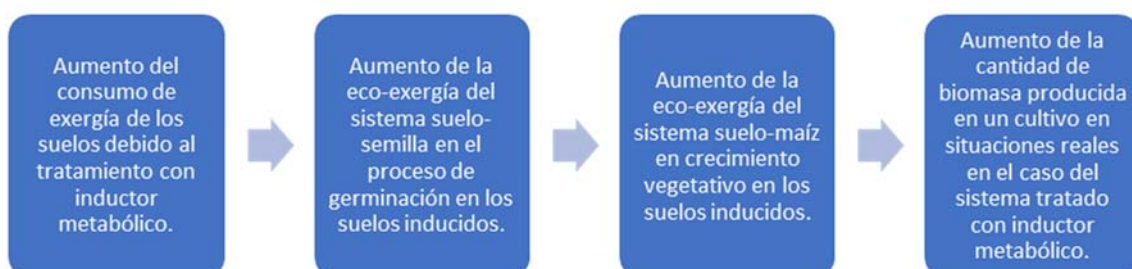 Aumento del
consumo de
exergía de los
suelos debido al
tratamiento con
inductor
metabólico.
Aumento de la
eco-exergía del
sistema suelo-
semilla en el
proceso de
germinación en los
suelos inducidos.
Aumento de la
eco-exergía del
sistema suelo-maíz
en crecimiento
vegetativo en los
suelos inducidos.
Aumento de la
cantidad de
biomasa producida
en un cultivo en
situaciones reales
en el caso del
sistema tratado
con inductor
metabólico.